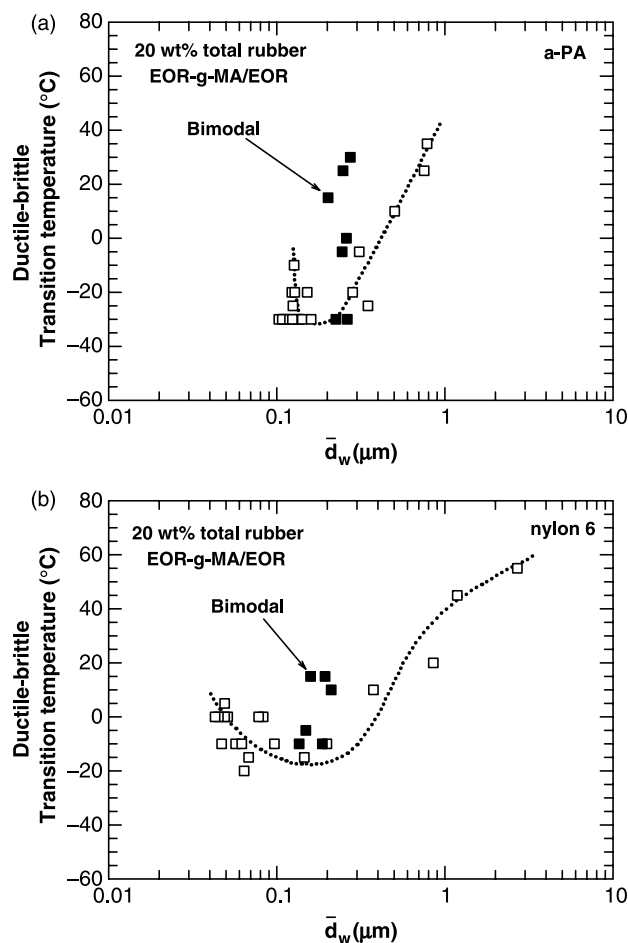 (a)
80
60
40
20
0
−20
−40
−60
0.01
0.1
1
10
20 wt% total rubber
EOR-g-MA/EOR
a-PA
Bimodal
Ductile-brittle
Transition temperature (°C)
d̄w(μm)
(b)
80
60
40
20
0
−20
−40
−60
0.01
0.1
1
10
20 wt% total rubber
EOR-g-MA/EOR
nylon 6
Bimodal
Ductile-brittle
Transition temperature (°C)
d̄w(μm)